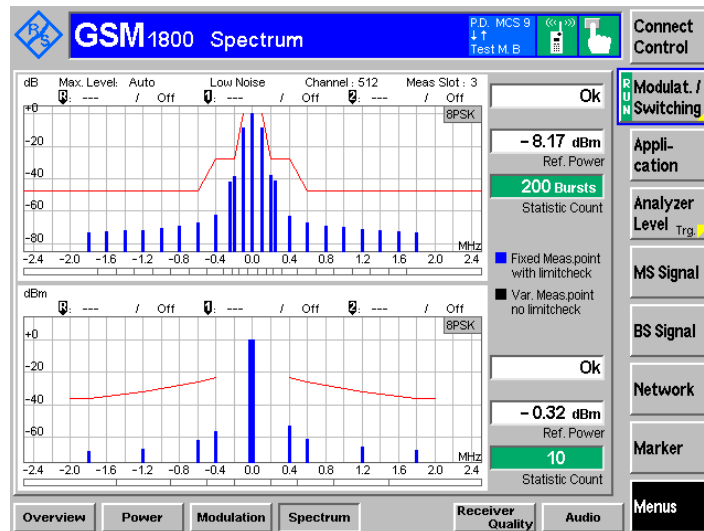 R&S
GSM 1800 Spectrum
P.D. MCS 9
Test M. B
Connect Control
dB Max. Level: Auto Low Noise Channel : 512 Meas Slot : 3
R: --- / Off 1: --- / Off 2: --- / Off
8PSK
+0
-20
-40
-60
-80
MHz
-2.4 -2.0 -1.6 -1.2 -0.8 -0.4 0.0 0.4 0.8 1.2 1.6 2.0 2.4
Ok
-8.17 dBm
Ref. Power
200 Bursts
Statistic Count
Fixed Meas.point
with limitcheck
Var. Meas.point
no limitcheck
dBm
R: --- / Off 1: --- / Off 2: --- / Off
8PSK
+0
-20
-40
-60
MHz
-2.4 -2.0 -1.6 -1.2 -0.8 -0.4 0.0 0.4 0.8 1.2 1.6 2.0 2.4
Ok
-0.32 dBm
Ref. Power
10
Statistic Count
RUN
Modulat. /
Switching
Appli-
cation
Analyzer
Level Trg.
MS Signal
BS Signal
Network
Marker
Menus
Overview Power Modulation Spectrum Receiver Quality Audio